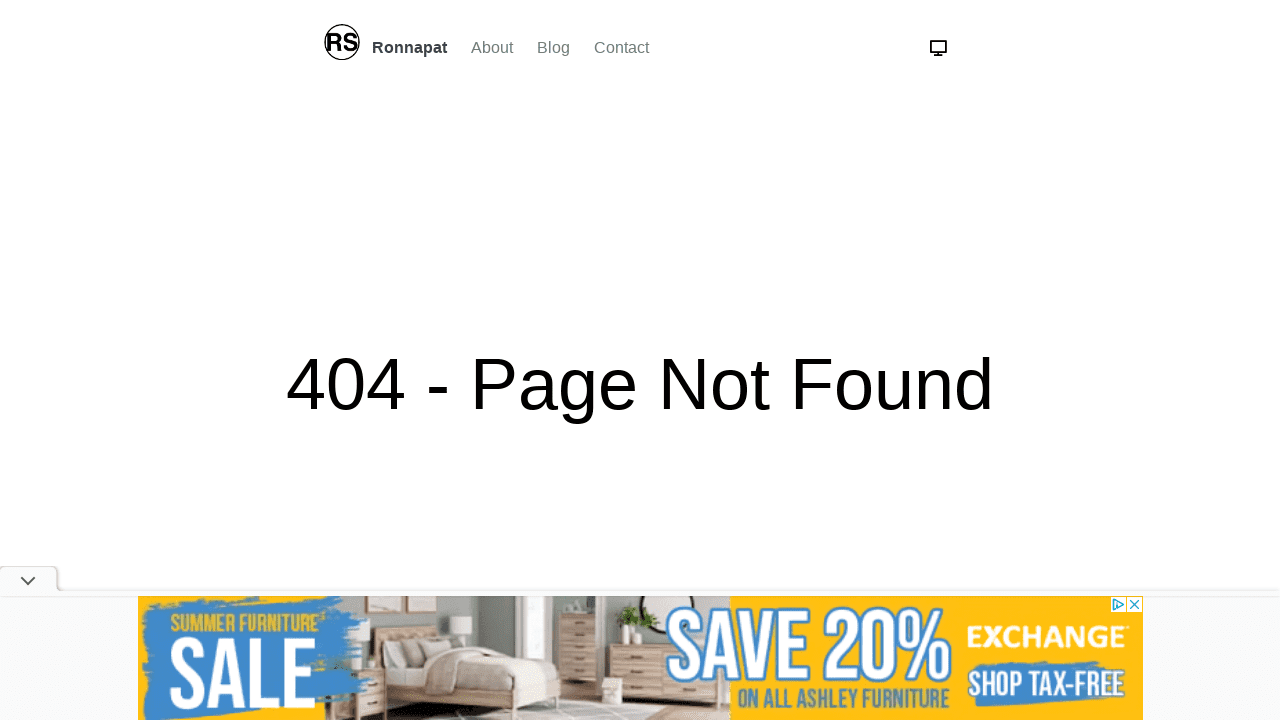 RS Ronnapat About Blog Contact
404 - Page Not Found
SUMMER FURNITURE
SALE
SAVE 20%
ON ALL ASHLEY FURNITURE
EXCHANGE
SHOP TAX-FREE